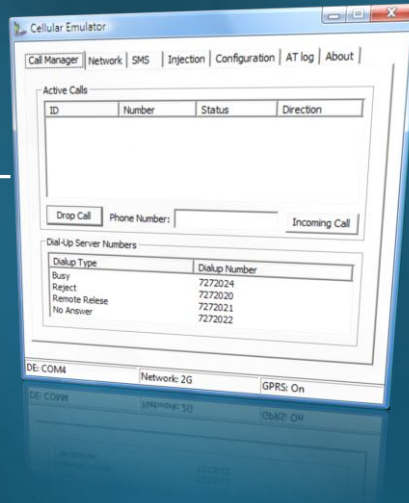 Cellular Emulator
Call Manager Network SMS Injection Configuration AT log About
Active Calls
ID Number Status Direction
Drop Call Phone Number: Incoming Call
Dial-Up Server Numbers
Dialup Type Dialup Number
Busy 7272024
Reject 7272020
Remote Relese 7272021
No Answer 7272022
DE: COM4 Network: 2G GPRS: On